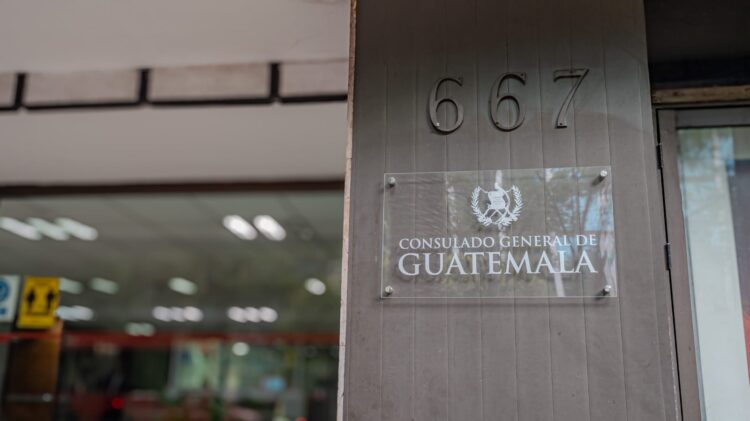 667
CONSULADO GENERAL DE
GUATEMALA